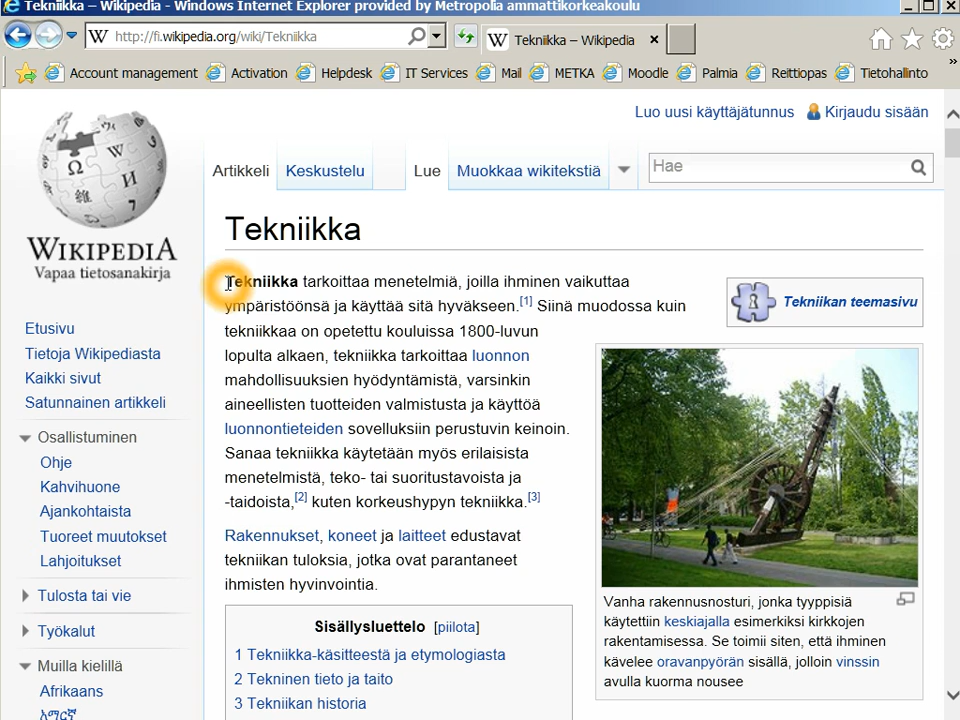 Tekniikka – Wikipedia - Windows Internet Explorer provided by Metropolia ammattikorkeakoulu
http://fi.wikipedia.org/wiki/Tekniikka
Tekniikka – Wikipedia
Account management Activation Helpdesk IT Services Mail METKA Moodle Palmia Reittiopas Tietohallinto
Luo uusi käyttäjätunnus Kirjaudu sisään
Artikkeli Keskustelu Lue Muokkaa wikitekstiä Hae
WIKIPEDIA
Vapaa tietosanakirja
Etusivu
Tietoja Wikipediasta
Kaikki sivut
Satunnainen artikkeli
Osallistuminen
Ohje
Kahvihuone
Ajankohtaista
Tuoreet muutokset
Lahjoitukset
Tulosta tai vie
Työkalut
Muilla kielillä
Afrikaans
አማርኛ
Tekniikka
Tekniikka tarkoittaa menetelmiä, joilla ihminen vaikuttaa
ympäristöönsä ja käyttää sitä hyväkseen.[1] Siinä muodossa kuin
tekniikkaa on opetettu kouluissa 1800-luvun
lopulta alkaen, tekniikka tarkoittaa luonnon
mahdollisuuksien hyödyntämistä, varsinkin
aineellisten tuotteiden valmistusta ja käyttöä
luonnontieteiden sovelluksiin perustuvin keinoin.
Sanaa tekniikka käytetään myös erilaisista
menetelmistä, teko- tai suoritustavoista ja
-taidoista,[2] kuten korkeushypyn tekniikka.[3]
Rakennukset, koneet ja laitteet edustavat
tekniikan tuloksia, jotka ovat parantaneet
ihmisten hyvinvointia.
Sisällysluettelo [piilota]
1 Tekniikka-käsitteestä ja etymologiasta
2 Tekninen tieto ja taito
3 Tekniikan historia
Tekniikan teemasivu
Vanha rakennusnosturi, jonka tyyppisiä
käytettiin keskiajalla esimerkiksi kirkkojen
rakentamisessa. Se toimii siten, että ihminen
kävelee oravanpyörän sisällä, jolloin vinssin
avulla kuorma nousee